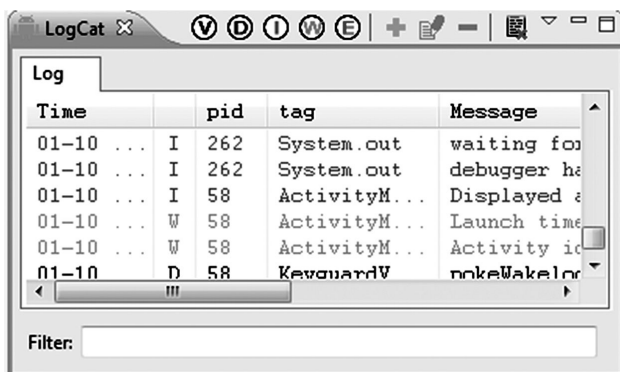 LogCat
V D I W E
Log
Time pid tag Message
01-10 ... I 262 System.out waiting for
01-10 ... I 262 System.out debugger ha
01-10 ... I 58 ActivityM... Displayed a
01-10 ... W 58 ActivityM... Launch time
01-10 ... W 58 ActivityM... Activity id
01-10 D 58 KeyguardV pokeWakeloc
Filter: